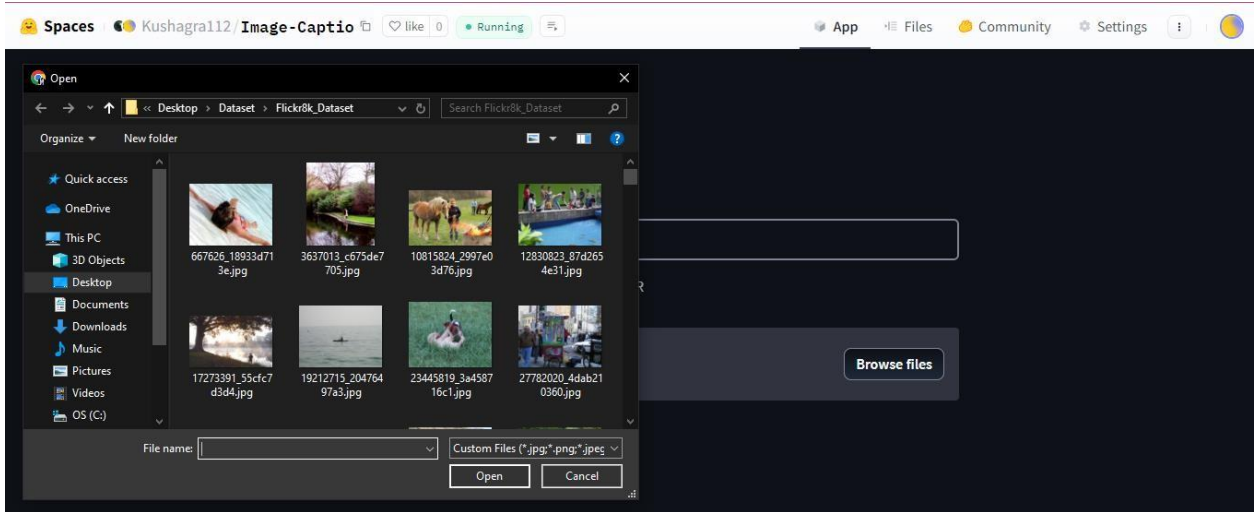 Spaces Kushagra112/Image-Captio like 0 Running App Files Community Settings
Open
« Desktop › Dataset › Flickr8k_Dataset Search Flickr8k_Dataset
Organize New folder
Quick access
OneDrive
This PC
3D Objects
Desktop
Documents
Downloads
Music
Pictures
Videos
OS (C:)
667626_18933d71
3e.jpg
3637013_c675de7
705.jpg
10815824_2997e0
3d76.jpg
12830823_87d265
4e31.jpg
17273391_55cfc7
d3d4.jpg
19212715_204764
97a3.jpg
23445819_3a4587
16c1.jpg
27782020_4dab21
0360.jpg
R
Browse files
File name: Custom Files (*.jpg;*.png;*.jpeg
Open Cancel